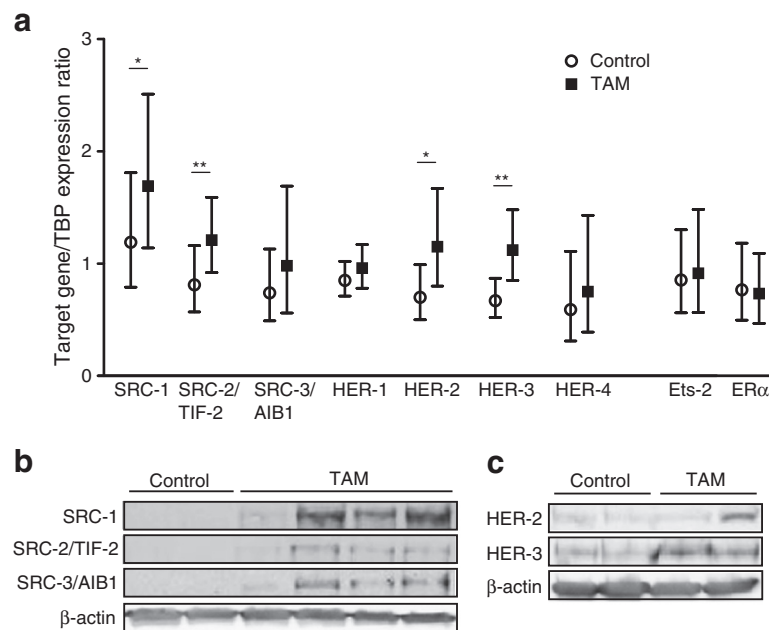 a
Target gene/TBP expression ratio
3
2
1
0
Control
TAM
*
**
*
**
SRC-1
SRC-2/
TIF-2
SRC-3/
AIB1
HER-1
HER-2
HER-3
HER-4
Ets-2
ERα
b
Control
TAM
SRC-1
SRC-2/TIF-2
SRC-3/AIB1
β-actin
c
Control
TAM
HER-2
HER-3
β-actin